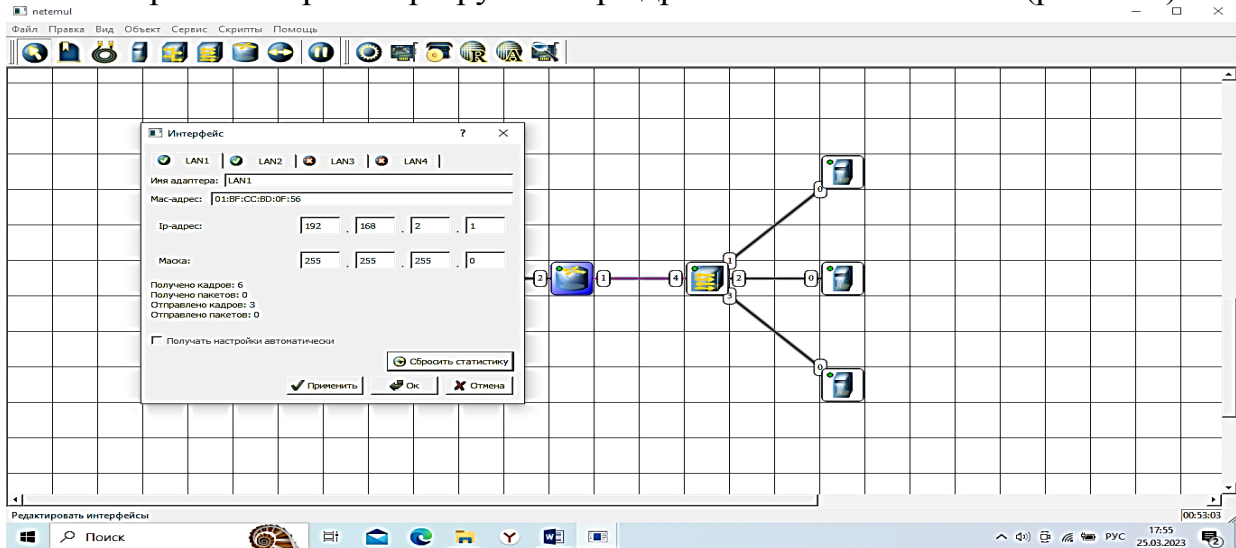 netemul
Файл Правка Вид Объект Сервис Скрипты Помощь
Интерфейс ? ×
LAN1 LAN2 LAN3 LAN4
Имя адаптера: LAN1
Mac-адрес: 01:BF:CC:BD:0F:56
Ip-адрес: 192 . 168 . 2 . 1
Маска: 255 . 255 . 255 . 0
Получено кадров: 6
Получено пакетов: 0
Отправлено кадров: 3
Отправлено пакетов: 0
Получать настройки автоматически
Сбросить статистику
Применить Ок Отмена
0
1
2 1 4 2 0
3
0
Редактировать интерфейсы 00:53:03
Поиск РУС 17:55
25.03.2023 2